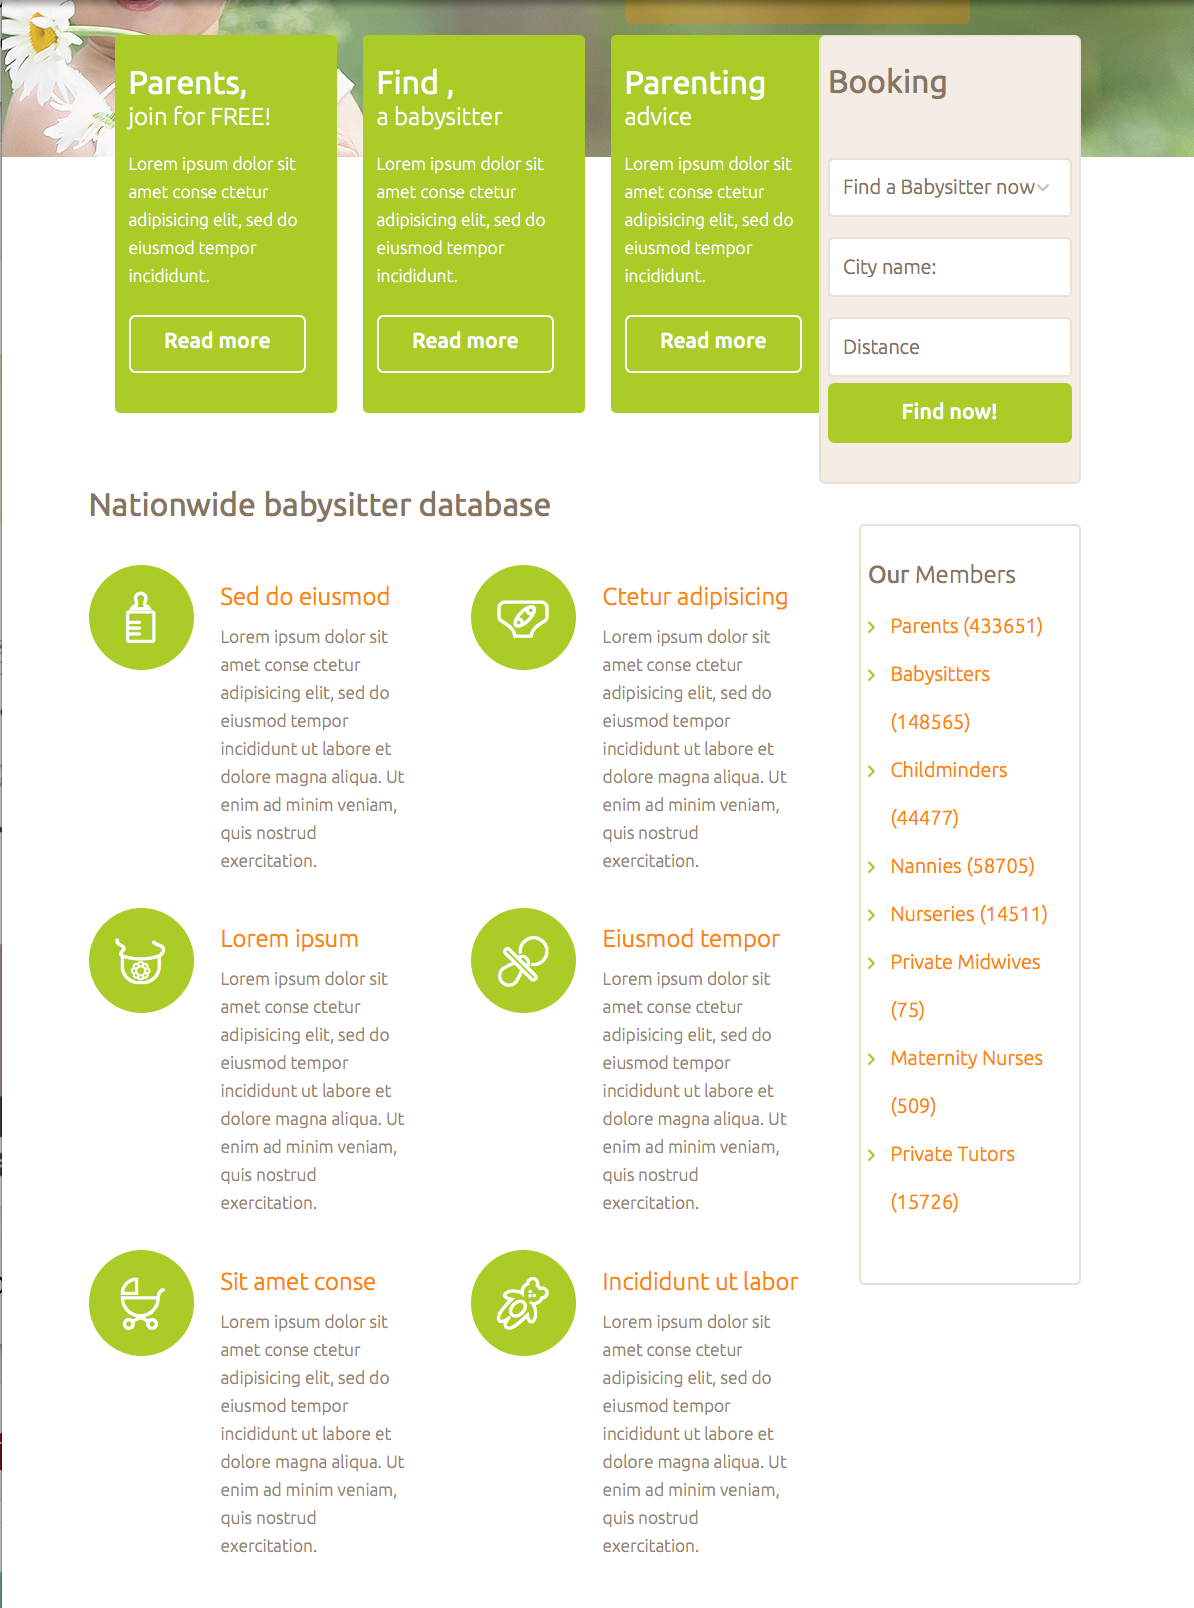 Parents,
join for FREE!
Lorem ipsum dolor sit
amet conse ctetur
adipisicing elit, sed do
eiusmod tempor
incididunt.
Read more
Find ,
a babysitter
Lorem ipsum dolor sit
amet conse ctetur
adipisicing elit, sed do
eiusmod tempor
incididunt.
Read more
Parenting
advice
Lorem ipsum dolor sit
amet conse ctetur
adipisicing elit, sed do
eiusmod tempor
incididunt.
Read more
Booking
Find a Babysitter now
City name:
Distance
Find now!
Nationwide babysitter database
Sed do eiusmod
Lorem ipsum dolor sit
amet conse ctetur
adipisicing elit, sed do
eiusmod tempor
incididunt ut labore et
dolore magna aliqua. Ut
enim ad minim veniam,
quis nostrud
exercitation.
Ctetur adipisicing
Lorem ipsum dolor sit
amet conse ctetur
adipisicing elit, sed do
eiusmod tempor
incididunt ut labore et
dolore magna aliqua. Ut
enim ad minim veniam,
quis nostrud
exercitation.
Lorem ipsum
Lorem ipsum dolor sit
amet conse ctetur
adipisicing elit, sed do
eiusmod tempor
incididunt ut labore et
dolore magna aliqua. Ut
enim ad minim veniam,
quis nostrud
exercitation.
Eiusmod tempor
Lorem ipsum dolor sit
amet conse ctetur
adipisicing elit, sed do
eiusmod tempor
incididunt ut labore et
dolore magna aliqua. Ut
enim ad minim veniam,
quis nostrud
exercitation.
Sit amet conse
Lorem ipsum dolor sit
amet conse ctetur
adipisicing elit, sed do
eiusmod tempor
incididunt ut labore et
dolore magna aliqua. Ut
enim ad minim veniam,
quis nostrud
exercitation.
Incididunt ut labor
Lorem ipsum dolor sit
amet conse ctetur
adipisicing elit, sed do
eiusmod tempor
incididunt ut labore et
dolore magna aliqua. Ut
enim ad minim veniam,
quis nostrud
exercitation.
Our Members
Parents (433651)
Babysitters
(148565)
Childminders
(44477)
Nannies (58705)
Nurseries (14511)
Private Midwives
(75)
Maternity Nurses
(509)
Private Tutors
(15726)